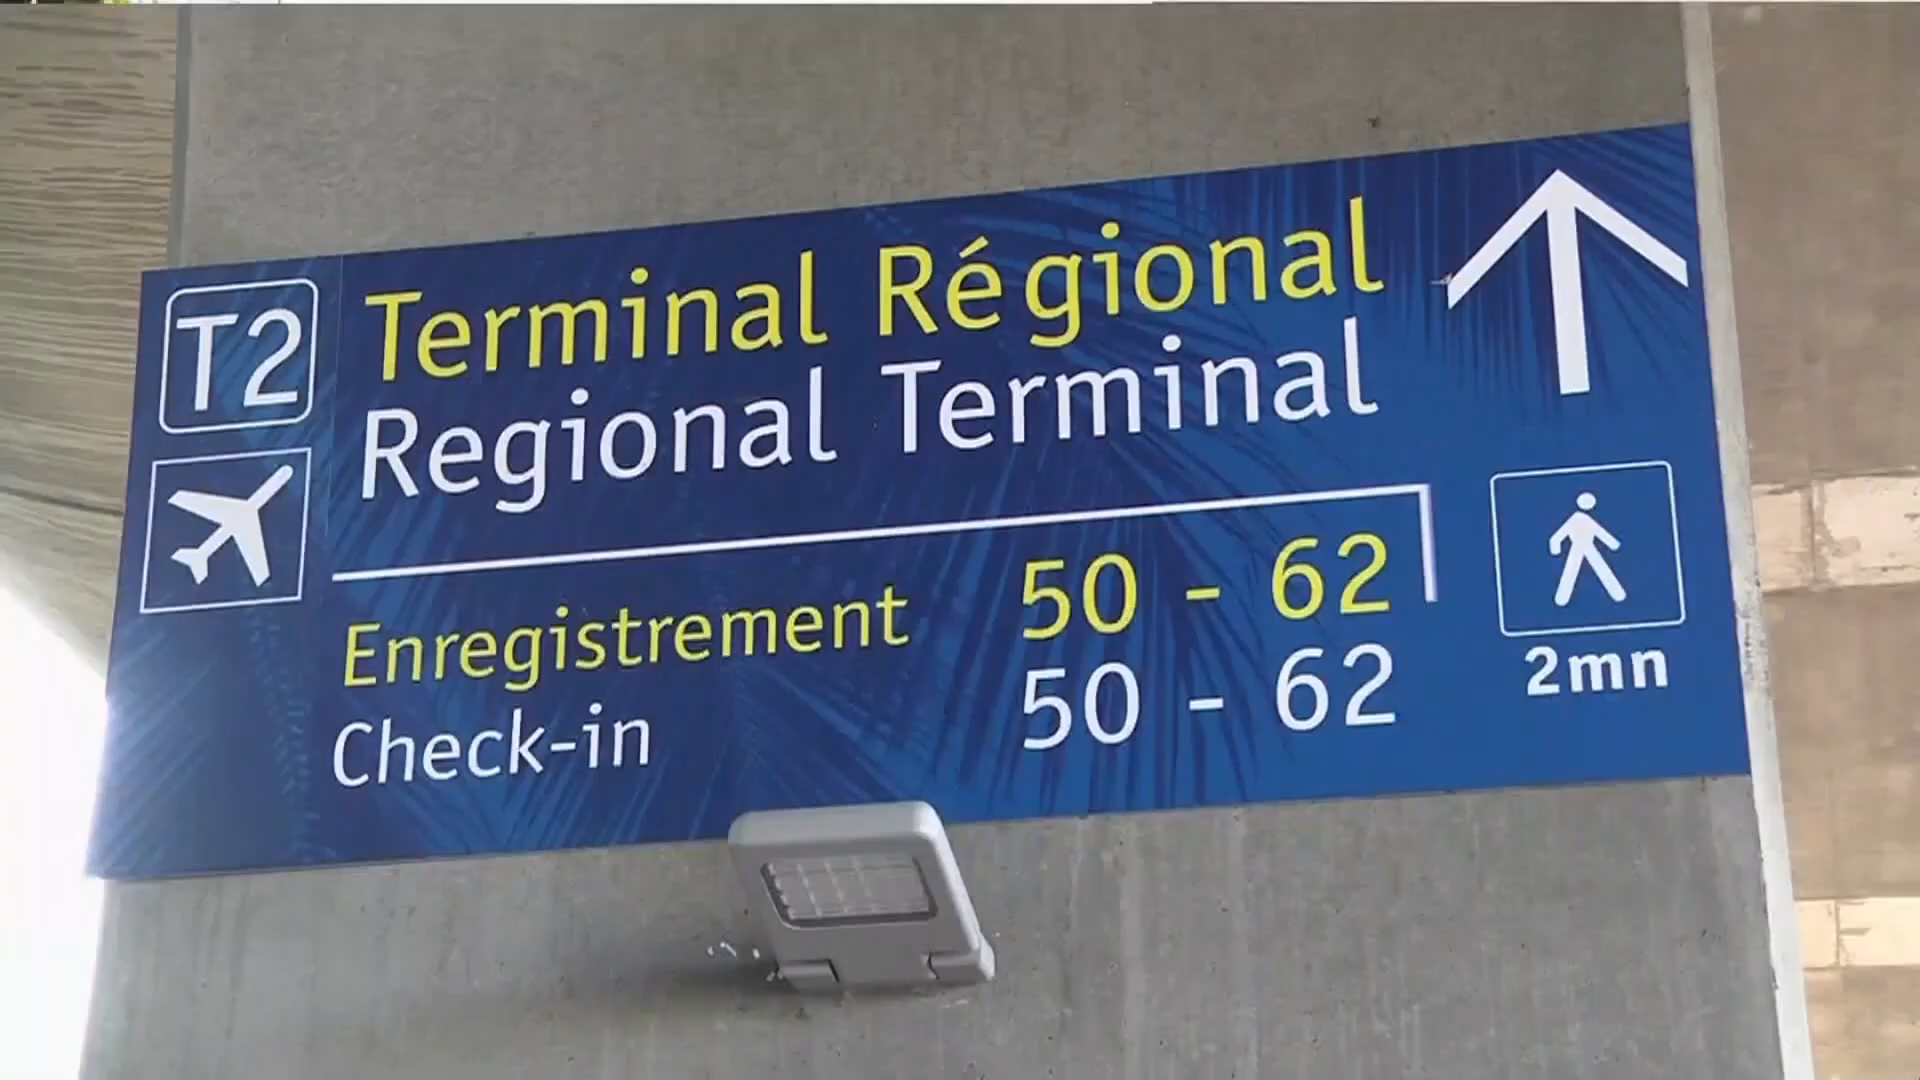 T2
Terminal Régional
Regional Terminal
Enregistrement 50 - 62
Check-in 50 - 62
2mn